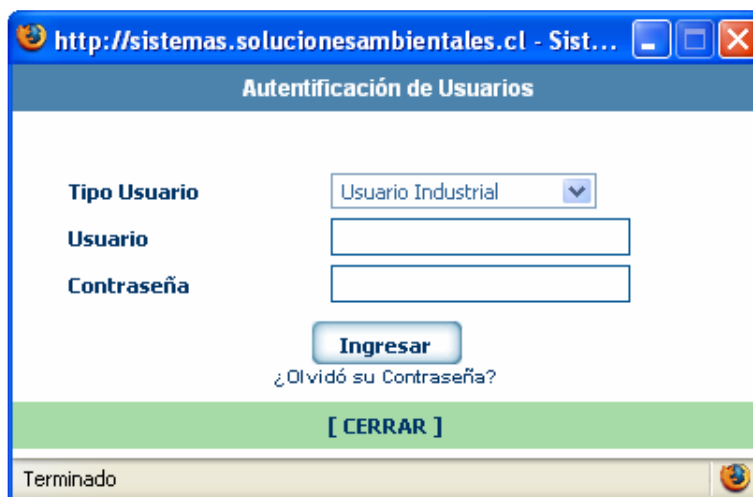 http://sistemas.solucionesambientales.cl - Sist...
Autentificación de Usuarios
Tipo Usuario Usuario Industrial
Usuario
Contraseña
Ingresar
¿Olvidó su Contraseña?
[ CERRAR ]
Terminado